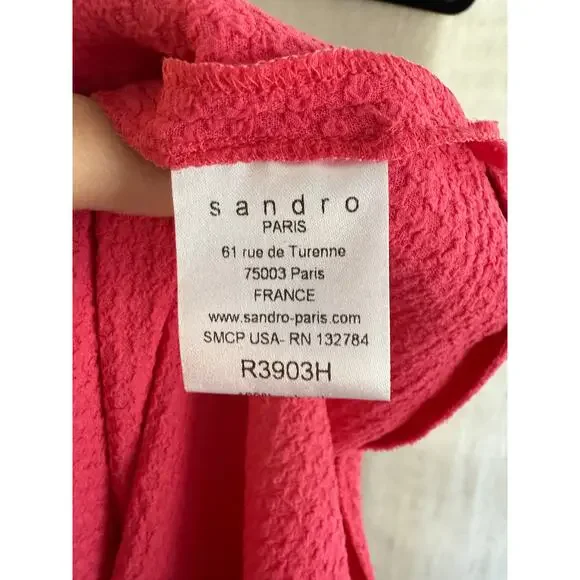 sandro
PARIS
61 rue de Turenne
75003 Paris
FRANCE
www.sandro-paris.com
SMCP USA- RN 132784
R3903H